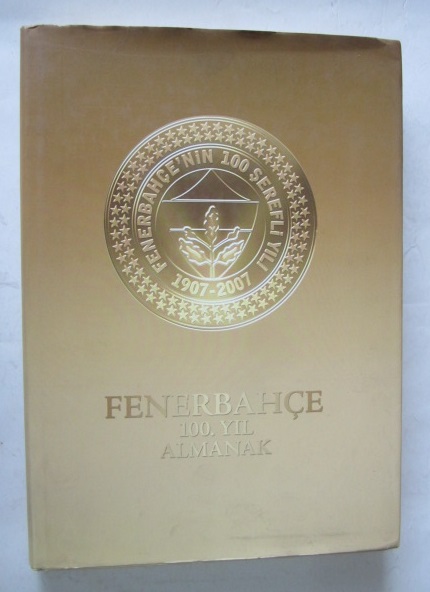 FENERBAHÇE'NİN 100 ŞEREFLİ YILI
1907-2007
FENERBAHÇE
100. YIL
ALMANAK